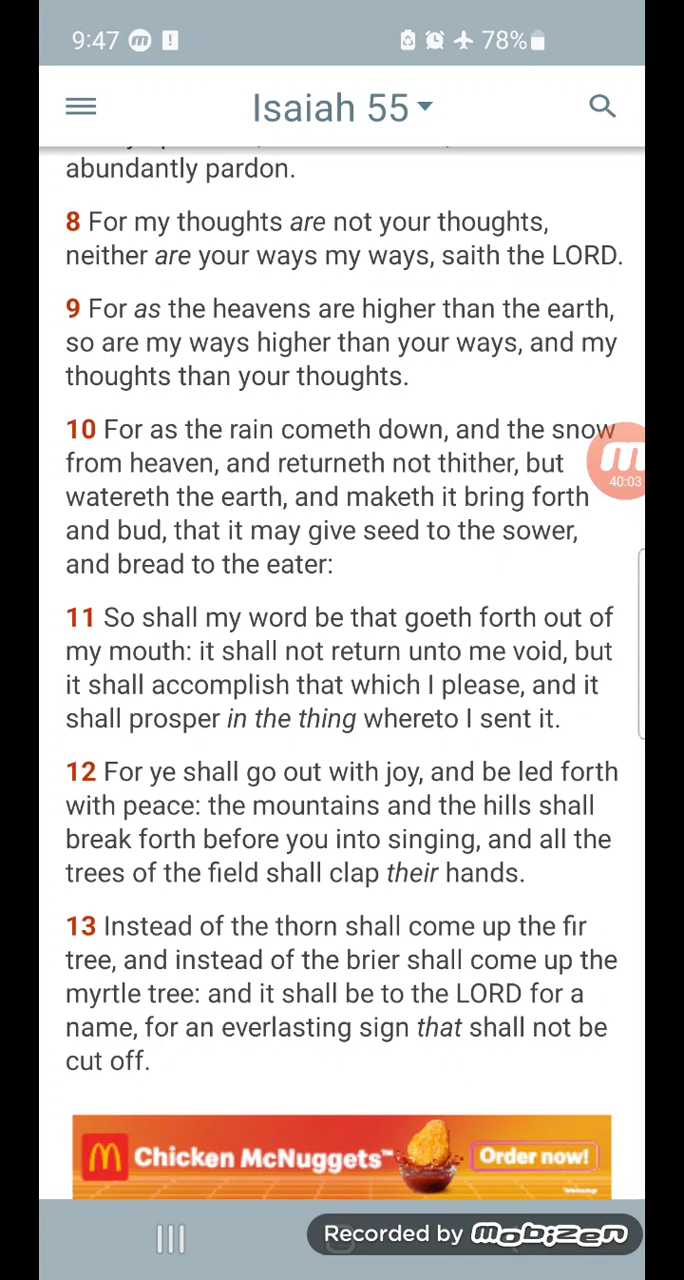 9:47 78%
Isaiah 55
abundantly pardon.
8 For my thoughts are not your thoughts,
neither are your ways my ways, saith the LORD.
9 For as the heavens are higher than the earth,
so are my ways higher than your ways, and my
thoughts than your thoughts.
10 For as the rain cometh down, and the snow
from heaven, and returneth not thither, but
watereth the earth, and maketh it bring forth
and bud, that it may give seed to the sower,
and bread to the eater:
40:03
11 So shall my word be that goeth forth out of
my mouth: it shall not return unto me void, but
it shall accomplish that which I please, and it
shall prosper in the thing whereto I sent it.
12 For ye shall go out with joy, and be led forth
with peace: the mountains and the hills shall
break forth before you into singing, and all the
trees of the field shall clap their hands.
13 Instead of the thorn shall come up the fir
tree, and instead of the brier shall come up the
myrtle tree: and it shall be to the LORD for a
name, for an everlasting sign that shall not be
cut off.
Chicken McNuggets™ Order now!
Recorded by Mobizen